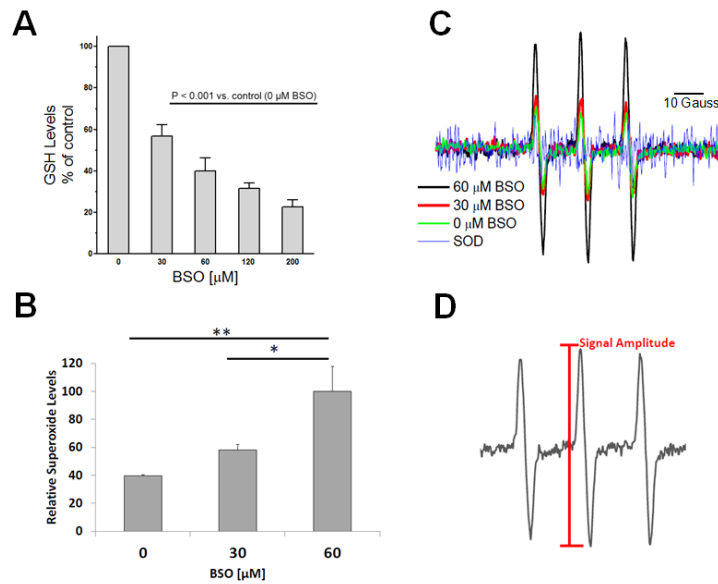 A
GSH Levels
% of control
100
80
60
40
20
0
P < 0.001 vs. control (0 μM BSO)
0 30 60 120 200
BSO [μM]
B
Relative Superoxide Levels
120
100
80
60
40
20
0
**
*
0 30 60
BSO [μM]
C
10 Gauss
60 μM BSO
30 μM BSO
0 μM BSO
SOD
D
Signal Amplitude